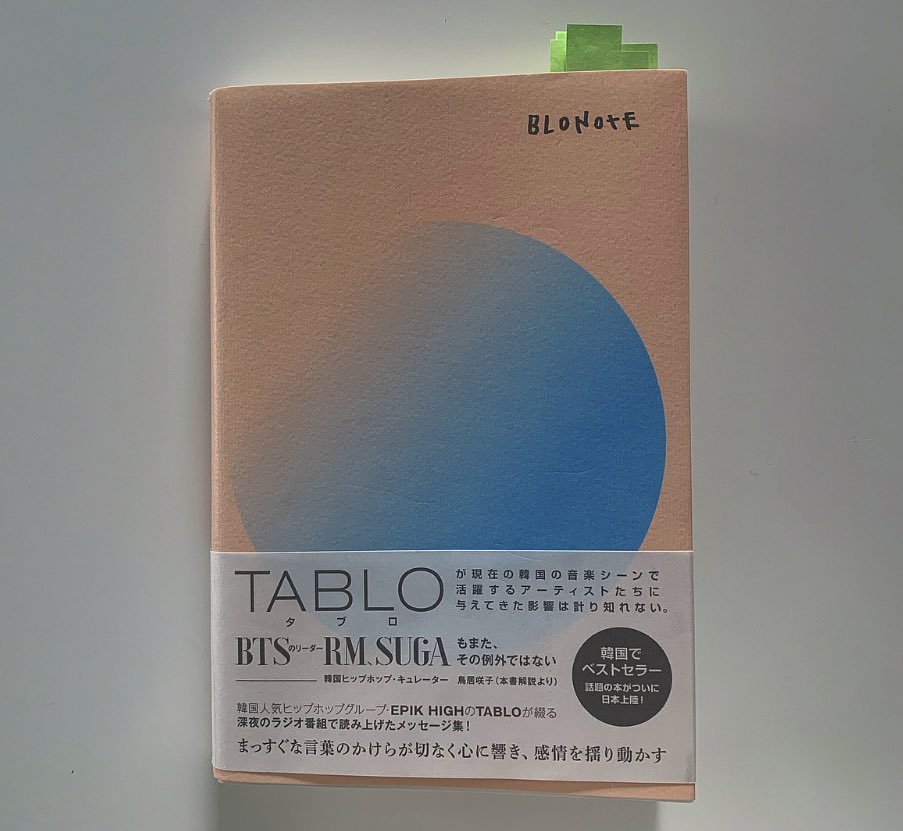 BLONOTE
TABLO
タブロ
が現在の韓国の音楽シーンで
活躍するアーティストたちに
与えてきた影響は計り知れない。
BTSのリーダーRM、SUGA
もまた、
その例外ではない
韓国ヒップホップ・キュレーター 鳥居咲子(本書解説より)
韓国で
ベストセラー
話題の本がついに
日本上陸!
韓国人気ヒップホップグループ・EPIK HIGHのTABLOが綴る
深夜のラジオ番組で読み上げたメッセージ集!
まっすぐな言葉のかけらが切なく心に響き、感情を揺り動かす